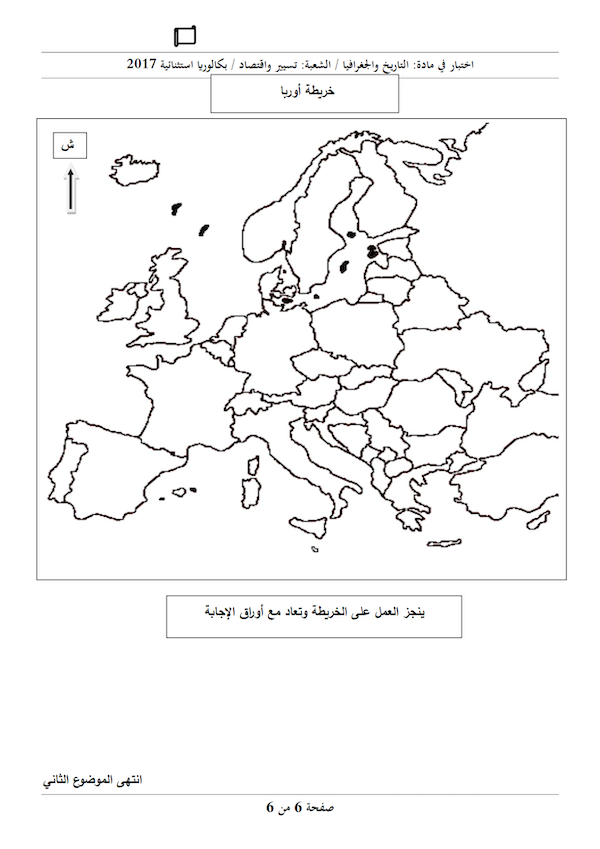 اختبار في مادة: التاريخ والجغرافيا / الشعبة: تسيير واقتصاد / بكالوريا استثنائية 2017
خريطة أوربا
ش
ينجز العمل على الخريطة وتعاد مع أوراق الإجابة
انتهى الموضوع الثاني
صفحة 6 من 6